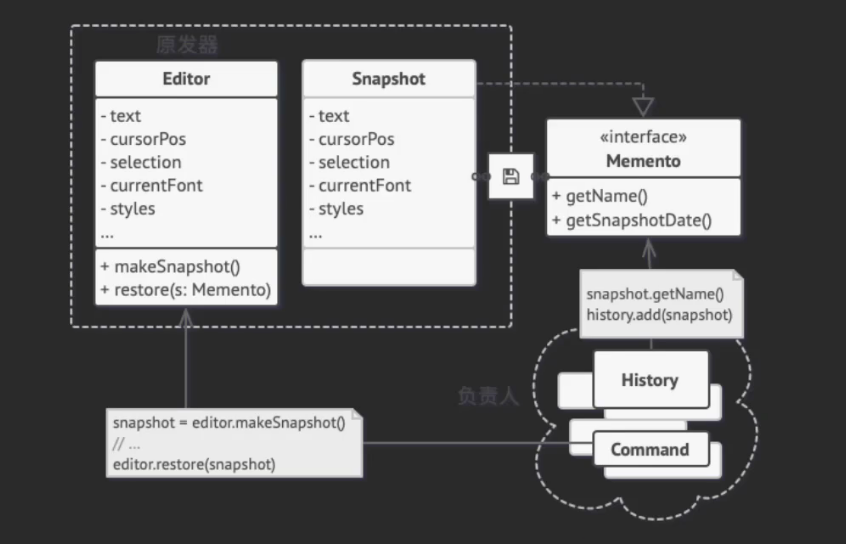 原发器
Editor
- text
- cursorPos
- selection
- currentFont
- styles
...
+ makeSnapshot()
+ restore(s: Memento)
Snapshot
- text
- cursorPos
- selection
- currentFont
- styles
...
«interface»
Memento
+ getName()
+ getSnapshotDate()
snapshot.getName()
history.add(snapshot)
负责人
History
Command
snapshot = editor.makeSnapshot()
// ...
editor.restore(snapshot)